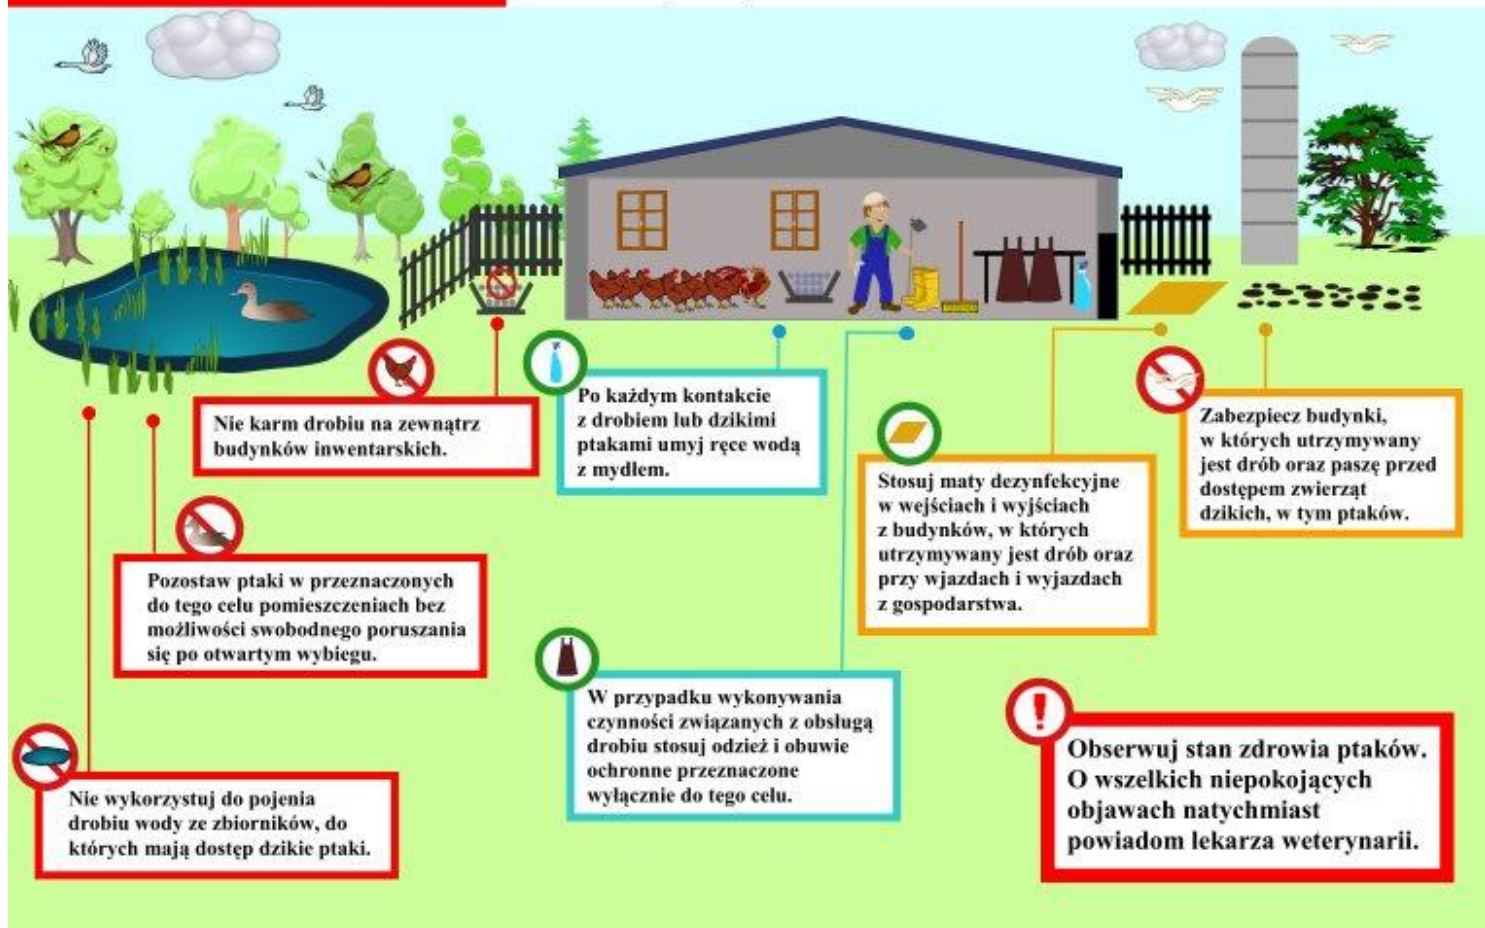 Nie karm drobiu na zewnątrz
budynków inwentarskich.
Po każdym kontakcie
z drobiem lub dzikimi
ptakami umyj ręce wodą
z mydłem.
Zabezpiecz budynki,
w których utrzymywany
jest drób oraz paszę przed
dostępem zwierząt
dzikich, w tym ptaków.
Stosuj maty dezynfekcyjne
w wejściach i wyjściach
z budynków, w których
utrzymywany jest drób oraz
przy wjazdach i wyjazdach
z gospodarstwa.
Pozostaw ptaki w przeznaczonych
do tego celu pomieszczeniach bez
możliwości swobodnego poruszania
się po otwartym wybiegu.
W przypadku wykonywania
czynności związanych z obsługą
drobiu stosuj odzież i obuwie
ochronne przeznaczone
wyłącznie do tego celu.
Nie wykorzystuj do pojenia
drobiu wody ze zbiorników, do
których mają dostęp dzikie ptaki.
Obserwuj stan zdrowia ptaków.
O wszelkich niepokojących
objawach natychmiast
powiadom lekarza weterynarii.